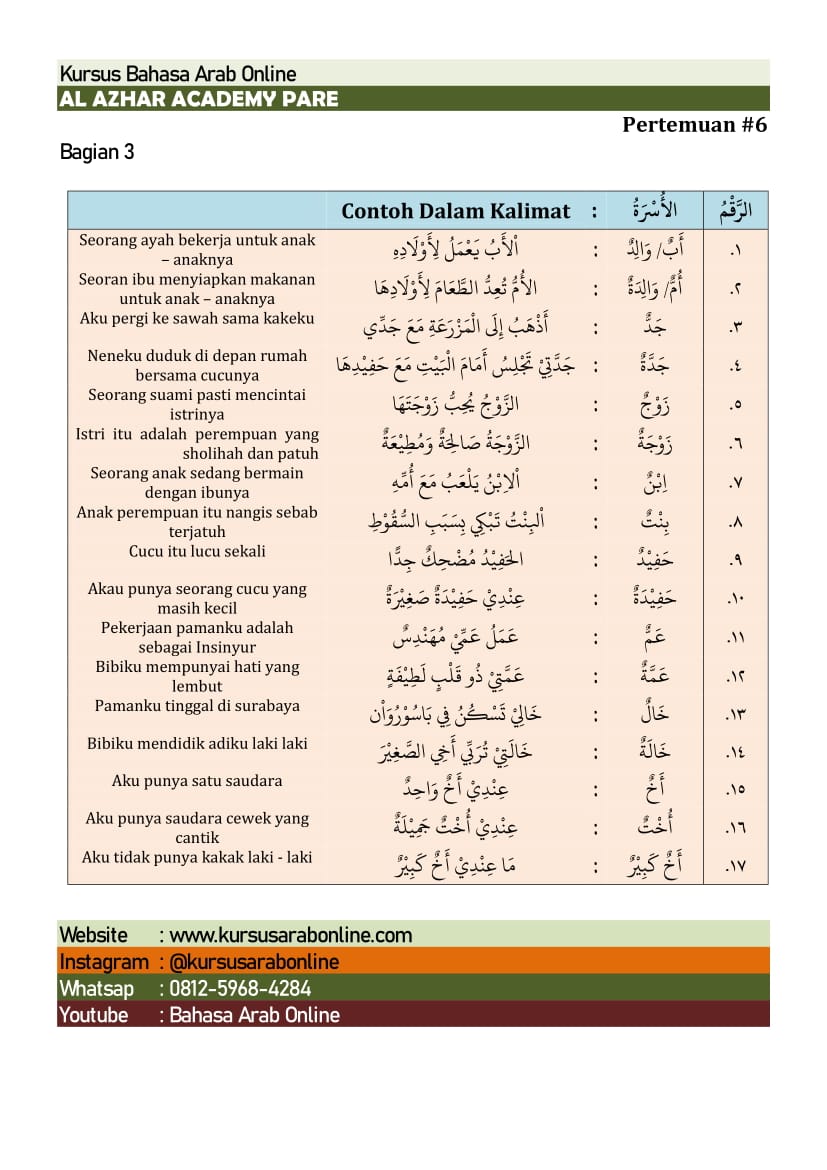 Kursus Bahasa Arab Online
AL AZHAR ACADEMY PARE
Pertemuan #6
Bagian 3
الرَّقْمُ الأُسْرَةُ : Contoh Dalam Kalimat
١. أَبٌ/ وَالِدٌ : اْلأَبُ يَعْمَلُ لِأَوْلَادِهِ
Seorang ayah bekerja untuk anak
– anaknya
٢. أُمٌّ/ وَالِدَةٌ : الأُمُّ تُعِدُّ الطَّعَامَ لِأَوْلَادِهَا
Seoran ibu menyiapkan makanan
untuk anak – anaknya
٣. جَدٌّ : أَذْهَبُ إِلَى الْمَزْرَعَةِ مَعَ جَدِّي
Aku pergi ke sawah sama kakeku
٤. جَدَّةٌ : جَدَّتِيْ تَجْلِسُ أَمَامَ الْبَيْتِ مَعَ حَفِيْدِهَا
Neneku duduk di depan rumah
bersama cucunya
٥. زَوْجٌ : الزَّوْجُ يُحِبُّ زَوْجَتَهَا
Seorang suami pasti mencintai
istrinya
٦. زَوْجَةٌ : الزَّوْجَةُ صَالِحَةٌ وَمُطِيْعَةٌ
Istri itu adalah perempuan yang
sholihah dan patuh
٧. اِبْنٌ : اْلاِبْنُ يَلْعَبُ مَعَ أُمِّهِ
Seorang anak sedang bermain
dengan ibunya
٨. بِنْتٌ : اْلبِنْتُ تَبْكِي بِسَبَبِ السُّقُوْطِ
Anak perempuan itu nangis sebab
terjatuh
٩. حَفِيْدٌ : الحَفِيْدُ مُضْحِكٌ جِدًّا
Cucu itu lucu sekali
١٠. حَفِيْدَةٌ : عِنْدِيْ حَفِيْدَةٌ صَغِيْرَةٌ
Akau punya seorang cucu yang
masih kecil
١١. عَمٌّ : عَمَلُ عَمِّيْ مُهَنْدِسٌ
Pekerjaan pamanku adalah
sebagai Insinyur
١٢. عَمَّةٌ : عَمَّتِيْ ذُو قَلْبٍ لَطِيْفَةٍ
Bibiku mempunyai hati yang
lembut
١٣. خَالٌ : خَالِيْ تَسْكُنُ فِي بَاسُوْرُوَاْن
Pamanku tinggal di surabaya
١٤. خَالَةٌ : خَالَتِيْ تُرَبِّي أَخِي الصَّغِيْرَ
Bibiku mendidik adiku laki laki
١٥. أَخٌ : عِنْدِيْ أَخٌ وَاحِدٌ
Aku punya satu saudara
١٦. أُخْتٌ : عِنْدِيْ أُخْتٌ جَمِيْلَةٌ
Aku punya saudara cewek yang
cantik
١٧. أَخٌ كَبِيْرٌ : مَا عِنْدِيْ أَخٌ كَبِيْرٌ
Aku tidak punya kakak laki - laki
Website : www.kursusarabonline.com
Instagram : @kursusarabonline
Whatsap : 0812-5968-4284
Youtube : Bahasa Arab Online